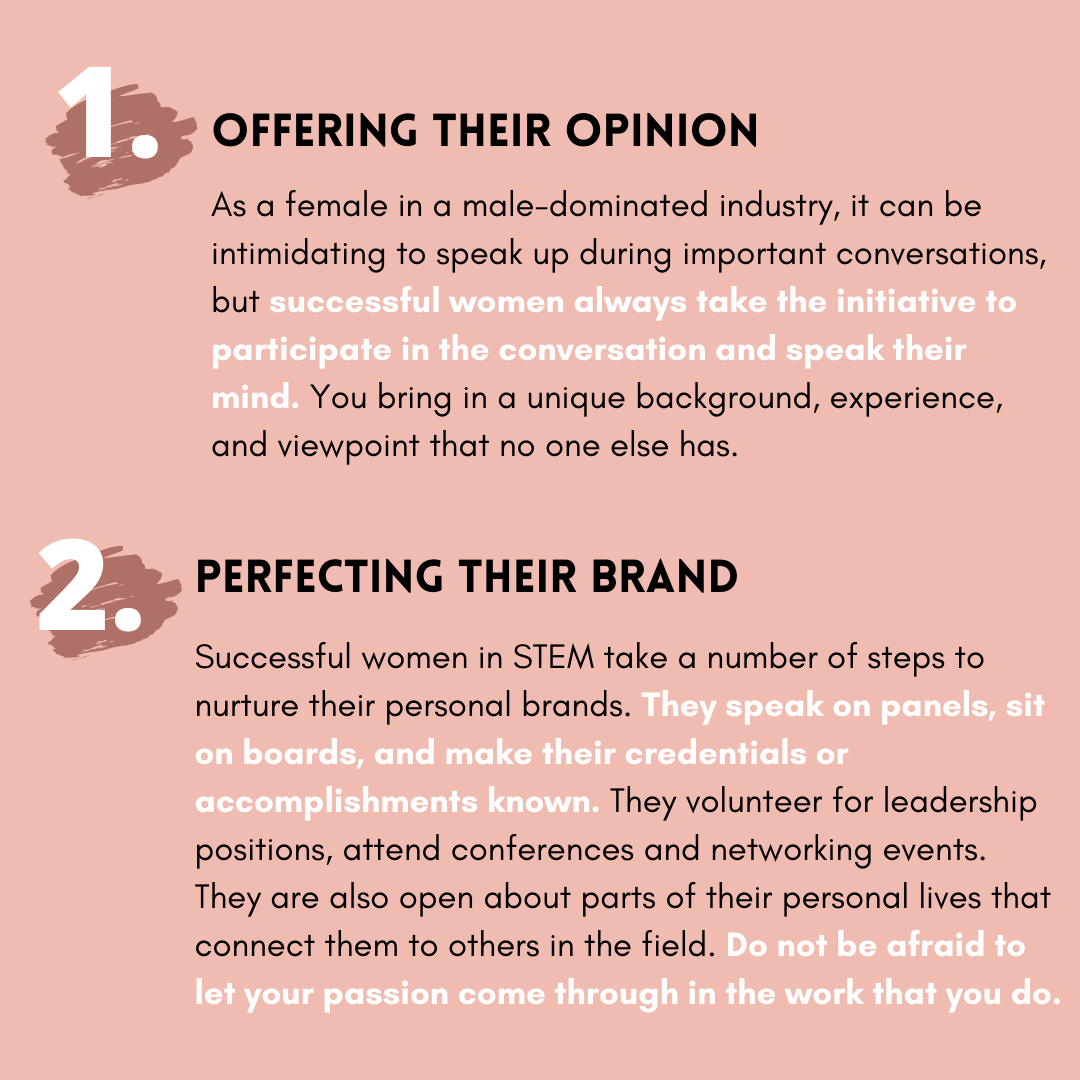 1. OFFERING THEIR OPINION
As a female in a male-dominated industry, it can be
intimidating to speak up during important conversations,
but successful women always take the initiative to
participate in the conversation and speak their
mind. You bring in a unique background, experience,
and viewpoint that no one else has.
2. PERFECTING THEIR BRAND
Successful women in STEM take a number of steps to
nurture their personal brands. They speak on panels, sit
on boards, and make their credentials or
accomplishments known. They volunteer for leadership
positions, attend conferences and networking events.
They are also open about parts of their personal lives that
connect them to others in the field. Do not be afraid to
let your passion come through in the work that you do.